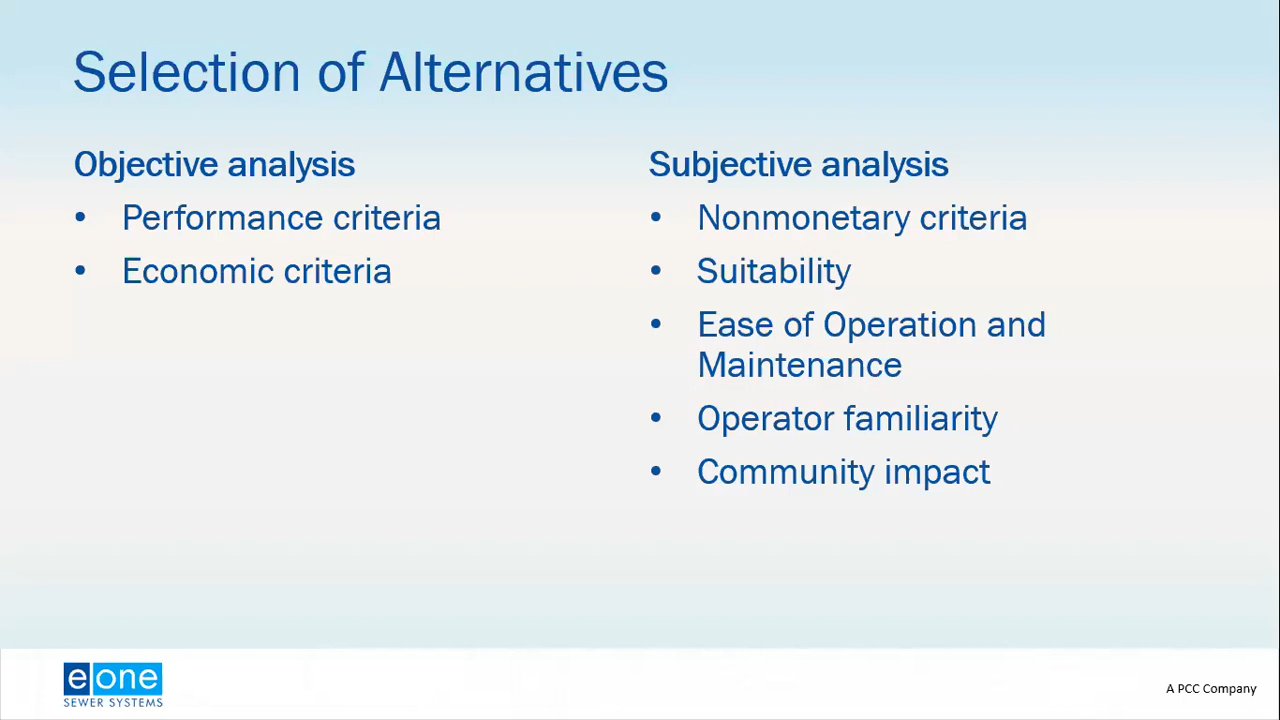 Selection of Alternatives
Objective analysis
• Performance criteria
• Economic criteria
Subjective analysis
• Nonmonetary criteria
• Suitability
• Ease of Operation and
Maintenance
• Operator familiarity
• Community impact
eone
SEWER SYSTEMS
A PCC Company